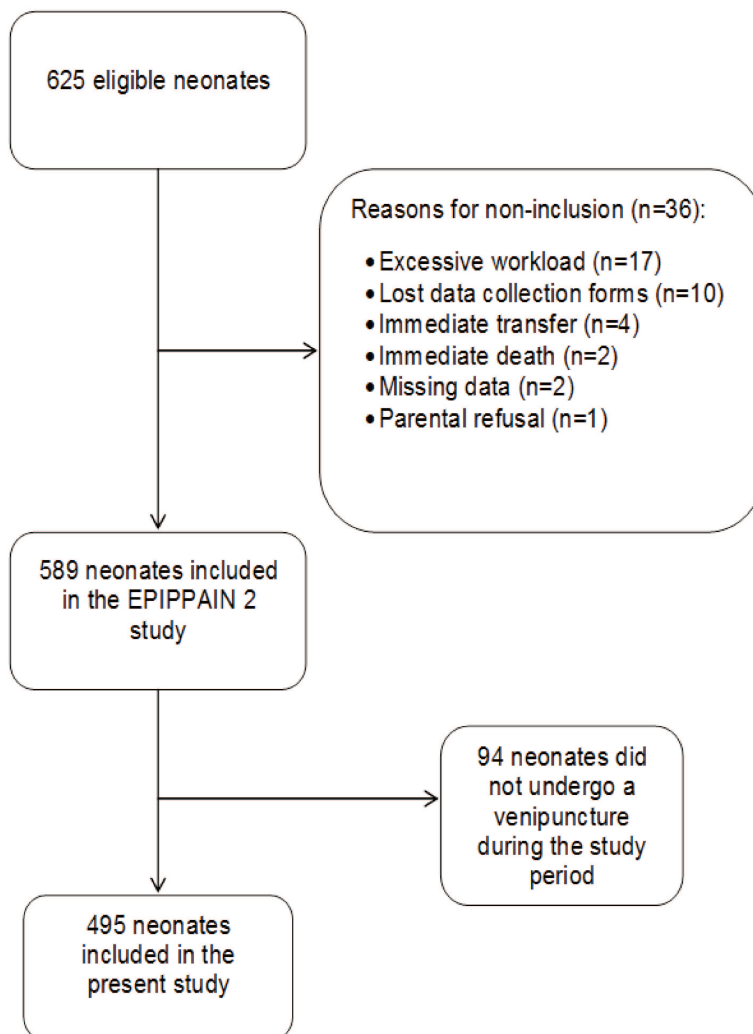 625 eligible neonates
Reasons for non-inclusion (n=36):
• Excessive workload (n=17)
• Lost data collection forms (n=10)
• Immediate transfer (n=4)
• Immediate death (n=2)
• Missing data (n=2)
• Parental refusal (n=1)
589 neonates included
in the EPIPPAIN 2
study
94 neonates did
not undergo a
venipuncture
during the study
period
495 neonates
included in the
present study